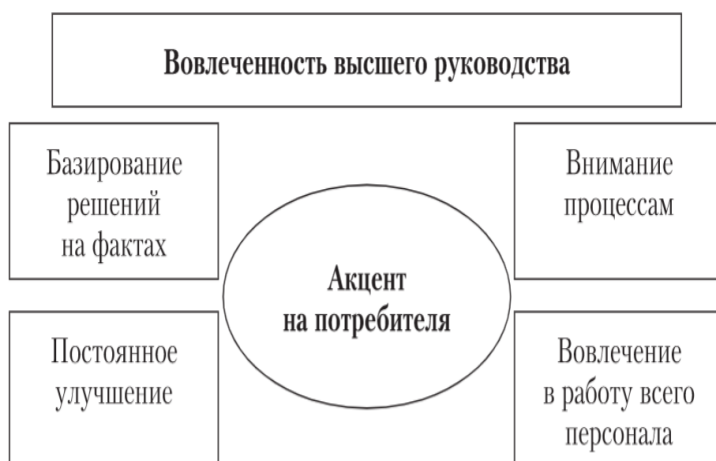 Вовлеченность высшего руководства
Базирование
решений
на фактах
Внимание
процессам
Акцент
на потребителя
Постоянное
улучшение
Вовлечение
в работу всего
персонала